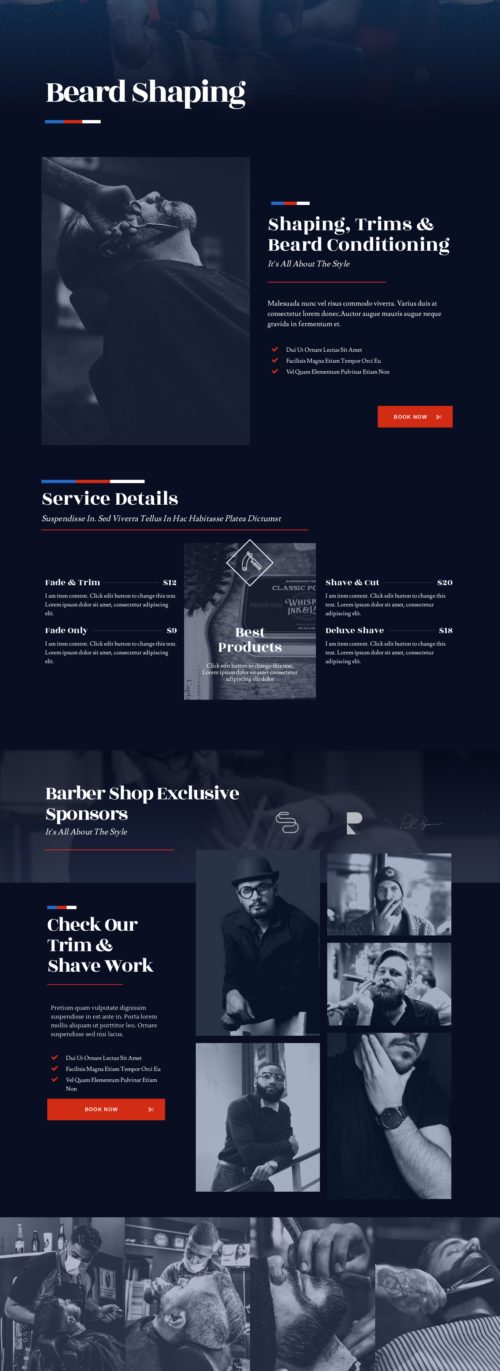 Beard Shaping
Shaping, Trims &
Beard Conditioning
It's All About The Style
Malesuada nunc vel risus commodo viverra. Varius duis at
consectetur lorem donec.Auctor augue mauris augue neque
gravida in fermentum et.
Dui Ut Ornare Lectus Sit Amet
Facilisis Magna Etiam Tempor Orci Eu
Vel Quam Elementum Pulvinar Etiam Non
BOOK NOW
Service Details
Suspendisse In. Sed Viverra Tellus In Hac Habitasse Platea Dictumst
Fade & Trim $12
I am item content. Click edit button to change this text.
Lorem ipsum dolor sit amet, consectetur adipiscing
elit.
Fade Only $9
I am item content. Click edit button to change this text.
Lorem ipsum dolor sit amet, consectetur adipiscing
elit.
CLASSIC PO
WHISK
INK&L
Best
Products
Click edit button to change this text.
Lorem ipsum dolor sit amet, consectetur
adipiscing elit dolor
Shave & Cut $20
I am item content. Click edit button to change this
text. Lorem ipsum dolor sit amet, consectetur
adipiscing elit.
Deluxe Shave $18
I am item content. Click edit button to change this
text. Lorem ipsum dolor sit amet, consectetur
adipiscing elit.
Barber Shop Exclusive
Sponsors
It's All About The Style
Check Our
Trim &
Shave Work
Pretium quam vulputate dignissim
suspendisse in est ante in. Porta lorem
mollis aliquam ut porttitor leo. Ornare
suspendisse sed nisi lacus.
Dui Ut Ornare Lectus Sit Amet
Facilisis Magna Etiam Tempor Orci Eu
Vel Quam Elementum Pulvinar Etiam
Non
BOOK NOW